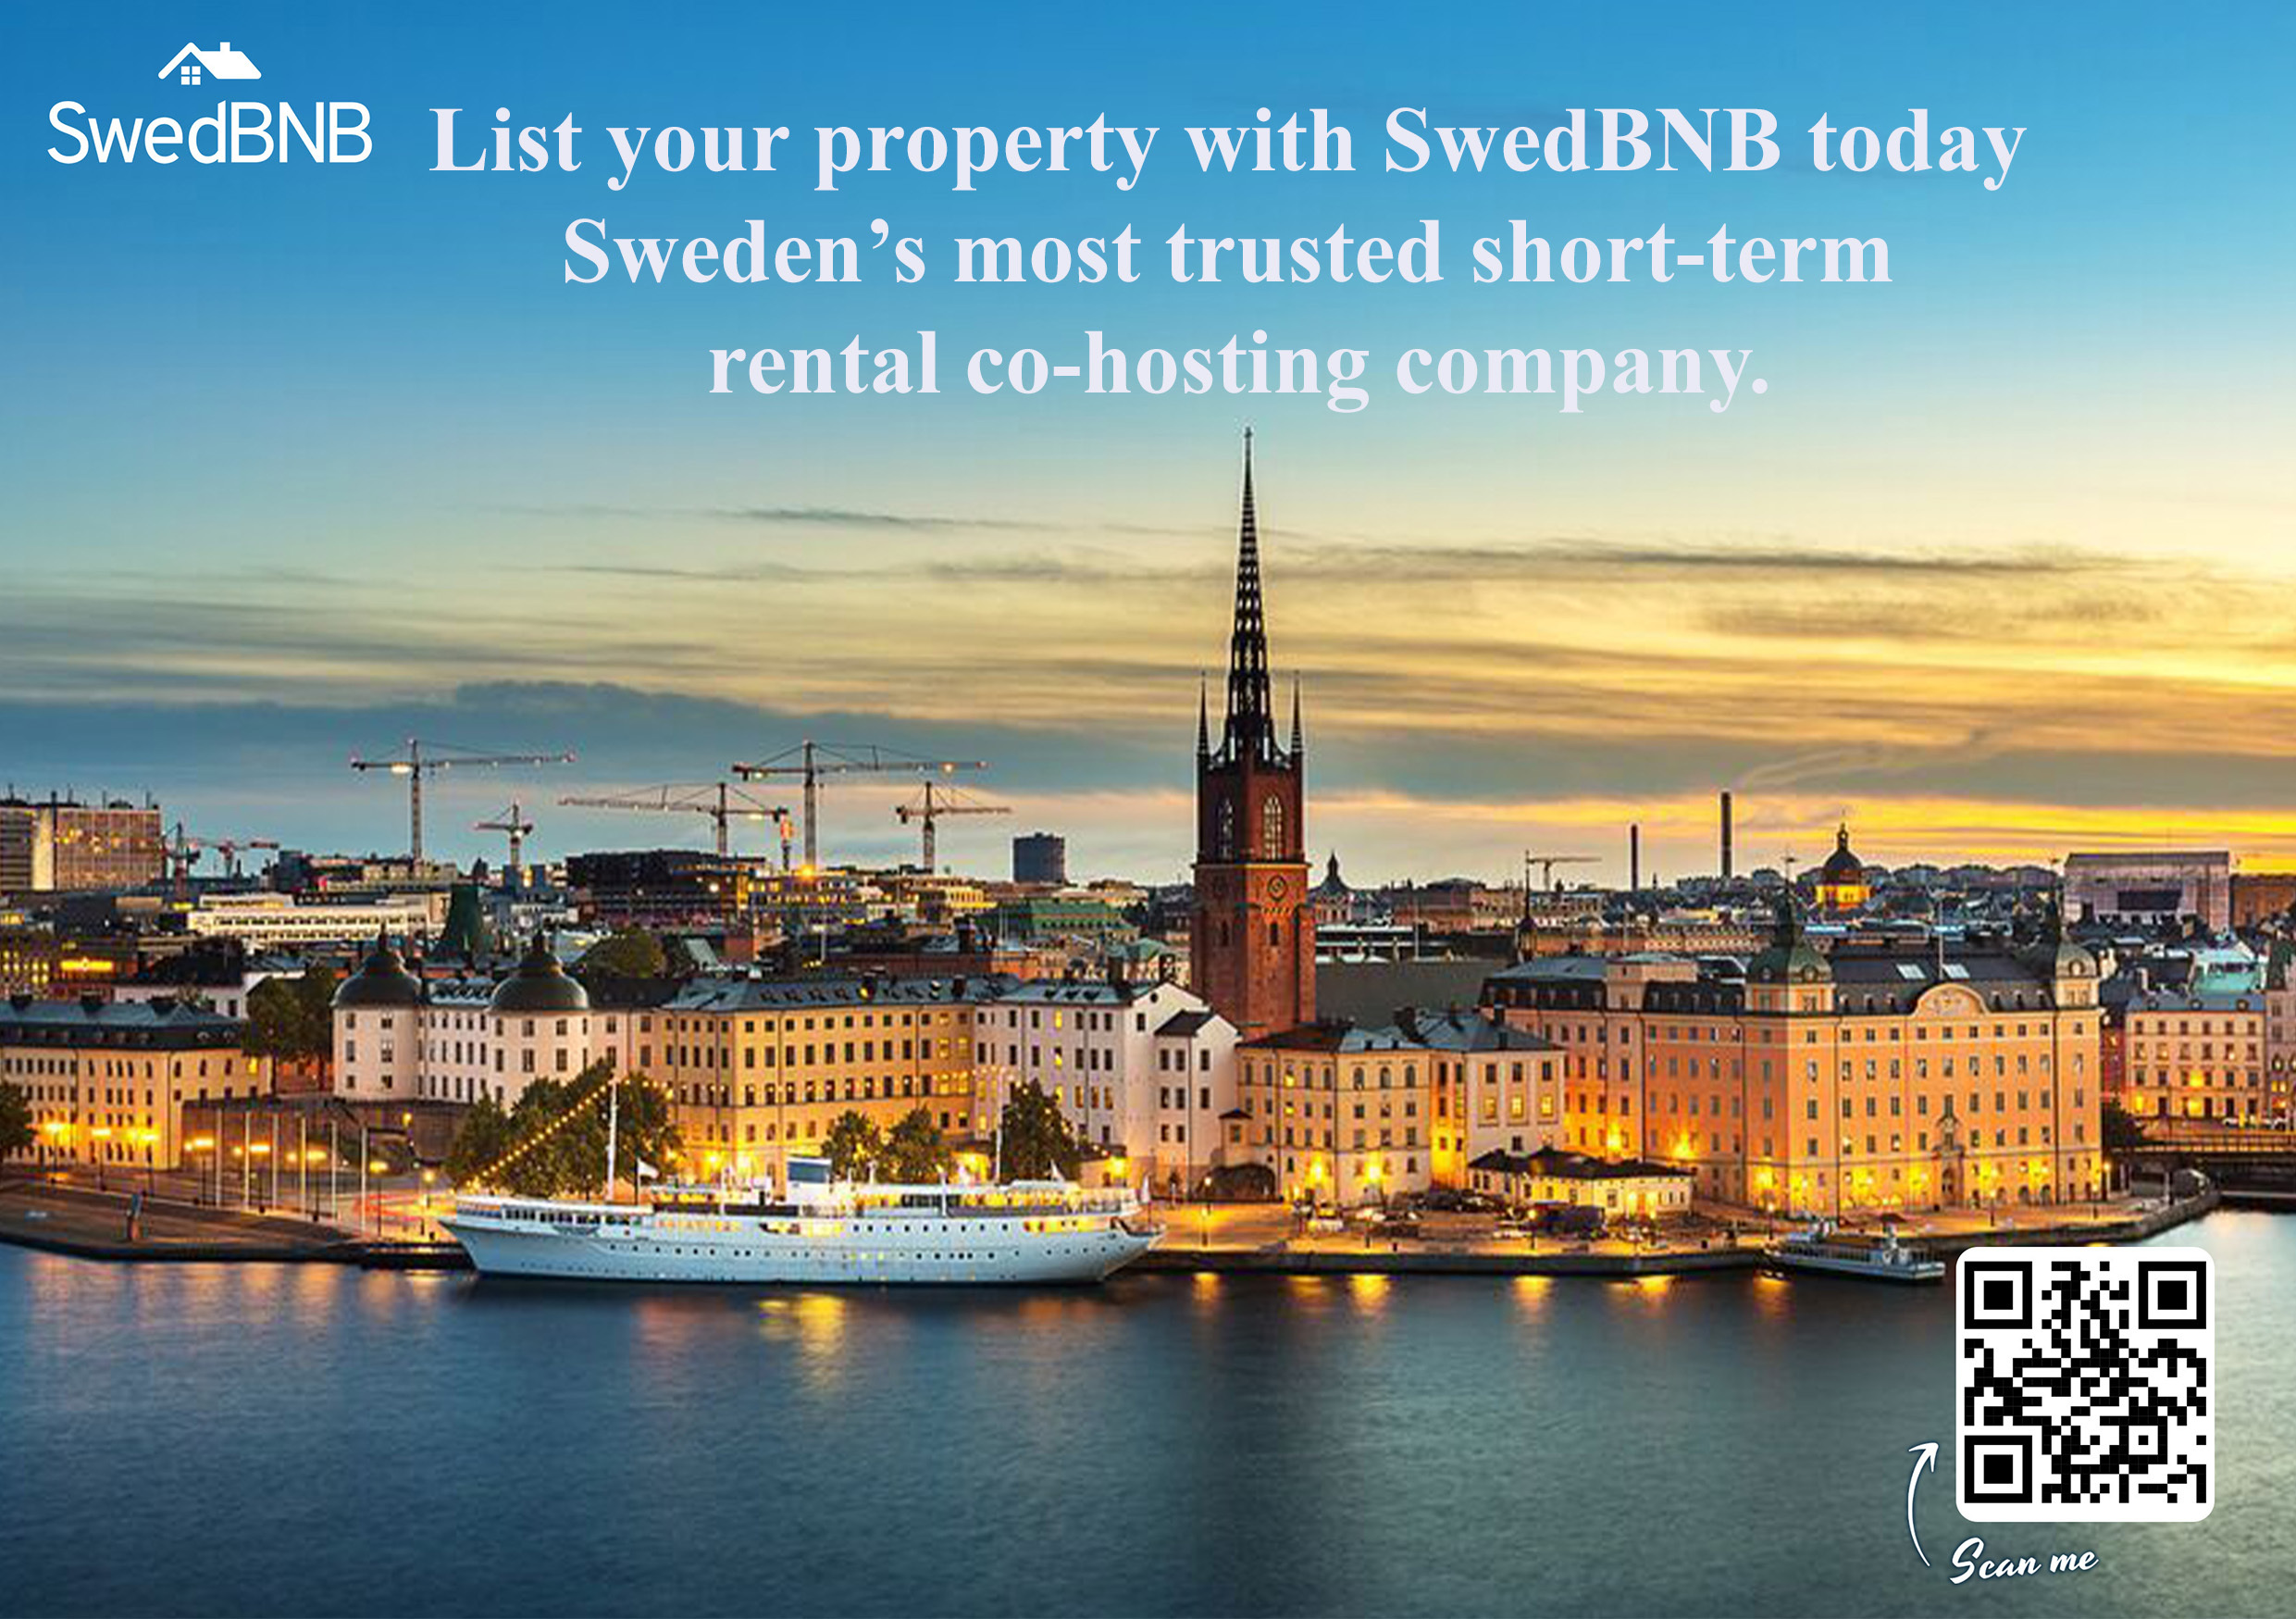 SwedBNB
List your property with SwedBNB today
Sweden’s most trusted short-term
rental co-hosting company.
Scan me